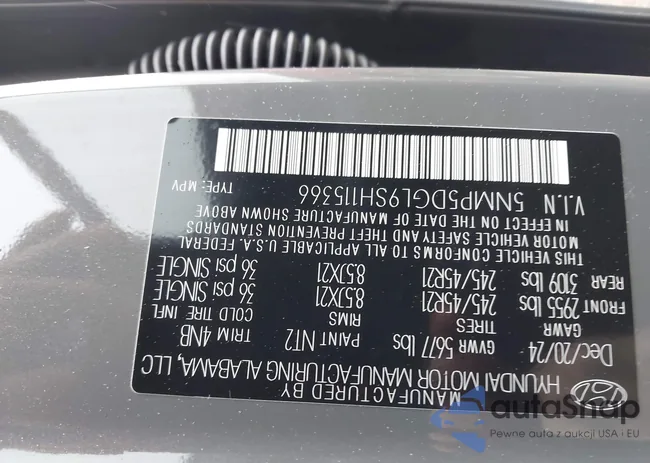 MANUFACTURED BY
HYUNDAI MOTOR MANUFACTURING ALABAMA, LLC
Dec/20/24 GVWR 5677 lbs PAINT NT2 TRIM 4NB
GAWR TIRES RIMS COLD TIRE INFL
FRONT 2955 lbs 245/45R21 8.5JX21 36 psi SINGLE
REAR 3109 lbs 245/45R21 8.5JX21 36 psi SINGLE
THIS VEHICLE CONFORMS TO ALL APPLICABLE U.S.A. FEDERAL
MOTOR VEHICLE SAFETY AND THEFT PREVENTION STANDARDS
IN EFFECT ON THE DATE OF MANUFACTURE SHOWN ABOVE
V.I.N 5NMP5DGL9SH115366 TYPE: MPV
autoSnap
Pewne auto z aukcji USA i EU